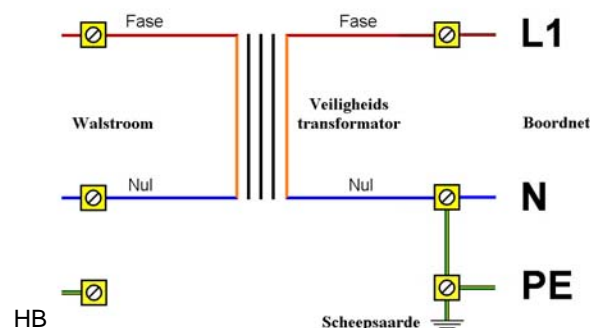 Fase Fase L1
Walstroom Veiligheids transformator Boordnet
Nul Nul N
PE
HB Scheepsaarde